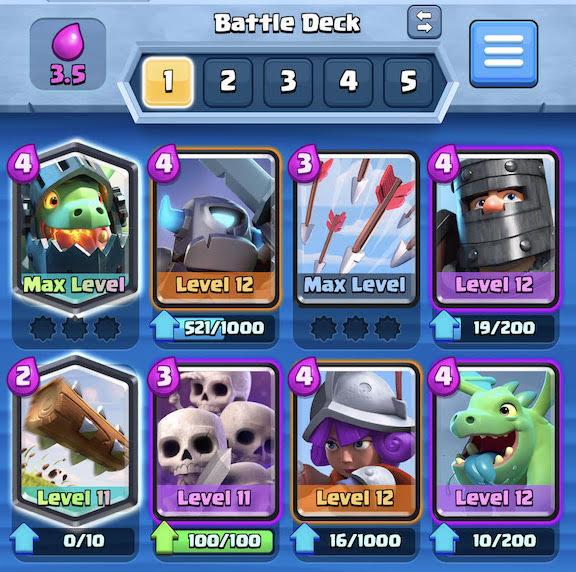 Battle Deck
3.5
1 2 3 4 5
4 4 3 4
Max Level Level 12 Max Level Level 12
521/1000 19/200
2 3 4 4
Level 11 Level 11 Level 12 Level 12
0/10 100/100 16/1000 10/200